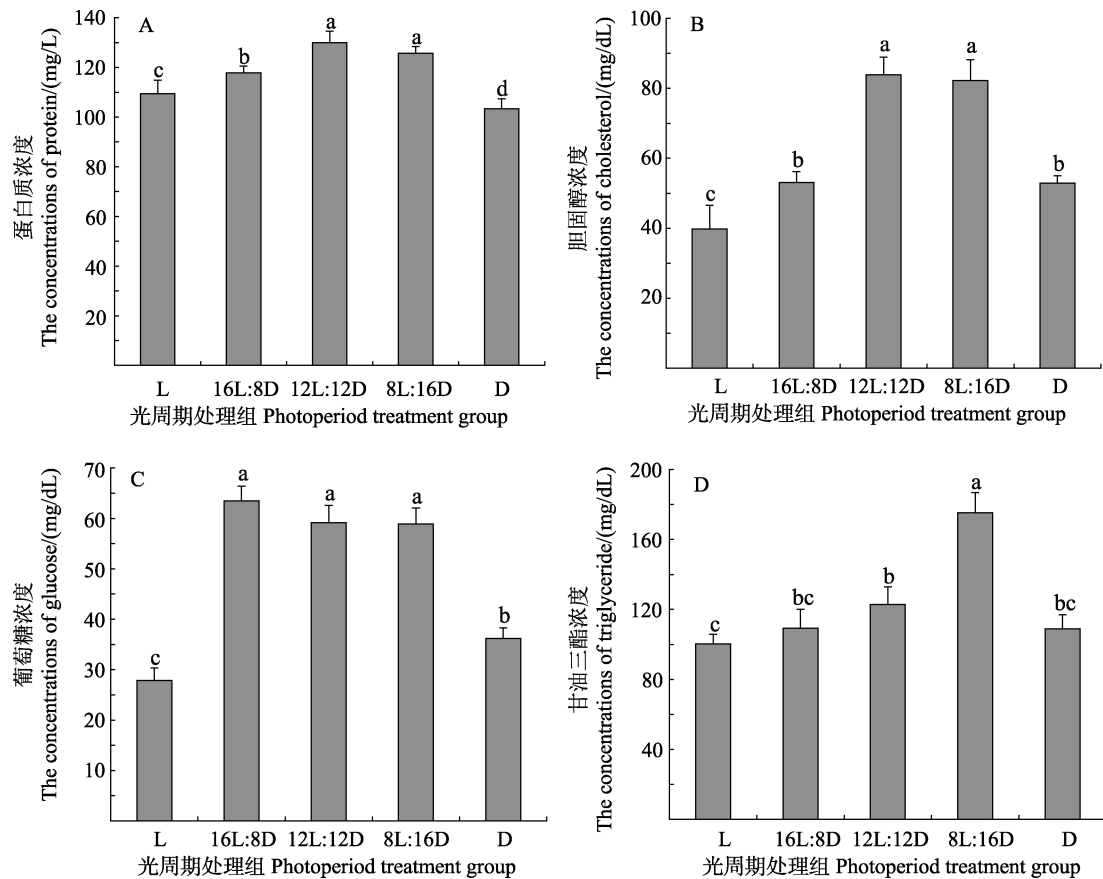 A
蛋白质浓度
The concentrations of protein/(mg/L)
140
120
100
80
60
40
20
c
b
a
a
d
L 16L:8D 12L:12D 8L:16D D
光周期处理组 Photoperiod treatment group
B
胆固醇浓度
The concentrations of cholesterol/(mg/dL)
100
80
60
40
20
c
b
a
a
b
L 16L:8D 12L:12D 8L:16D D
光周期处理组 Photoperiod treatment group
C
葡萄糖浓度
The concentrations of glucose/(mg/dL)
70
60
50
40
30
20
10
c
a
a
a
b
L 16L:8D 12L:12D 8L:16D D
光周期处理组 Photoperiod treatment group
D
甘油三酯浓度
The concentrations of triglyceride/(mg/dL)
200
160
120
80
40
c
bc
b
a
bc
L 16L:8D 12L:12D 8L:16D D
光周期处理组 Photoperiod treatment group